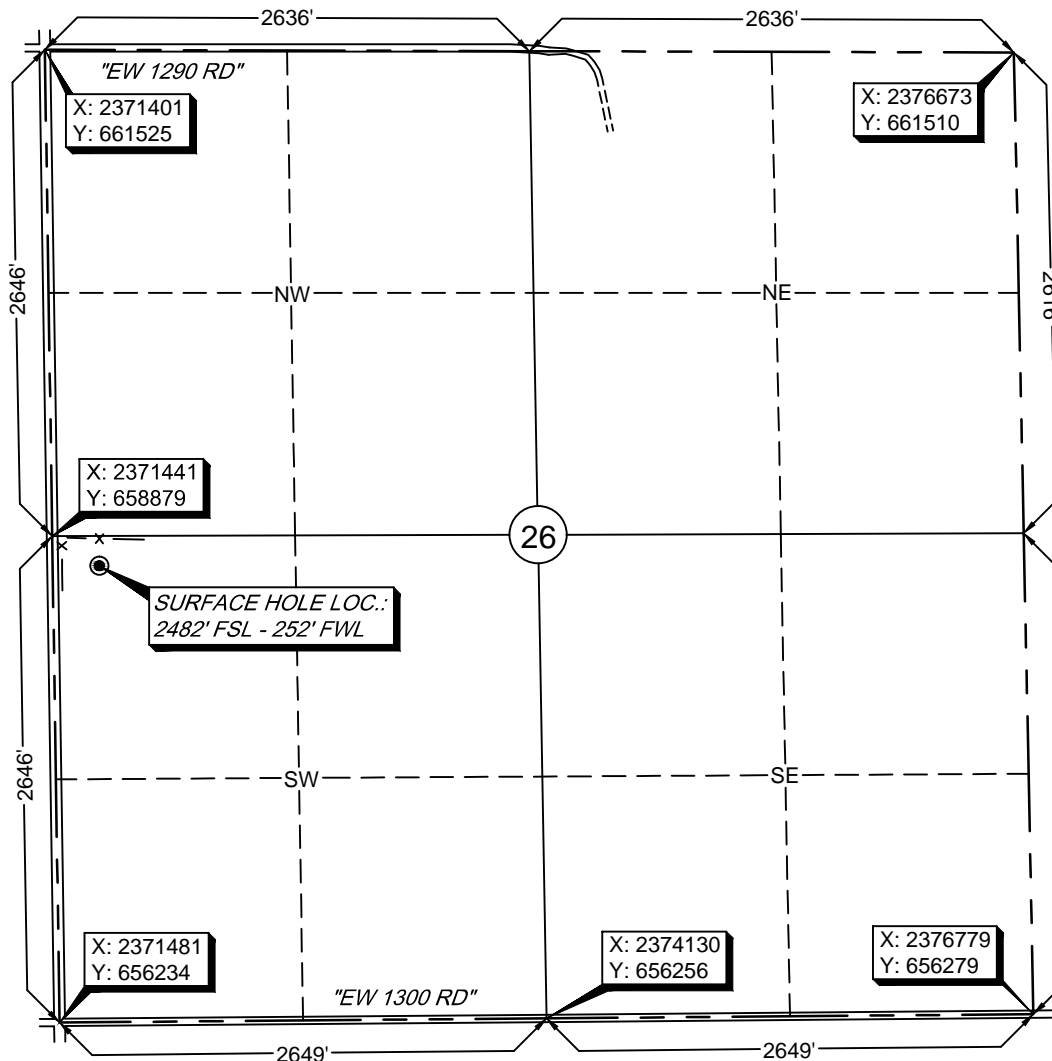 2636'
2636'
"EW 1290 RD"
X: 2371401
Y: 661525
X: 2376673
Y: 661510
2646'
NW
NE
X: 2371441
Y: 658879
26
SURFACE HOLE LOC.:
2482' FSL - 252' FWL
2646'
SW
SE
X: 2371481
Y: 656234
"EW 1300 RD"
X: 2374130
Y: 656256
X: 2376779
Y: 656279
2649'
2649'